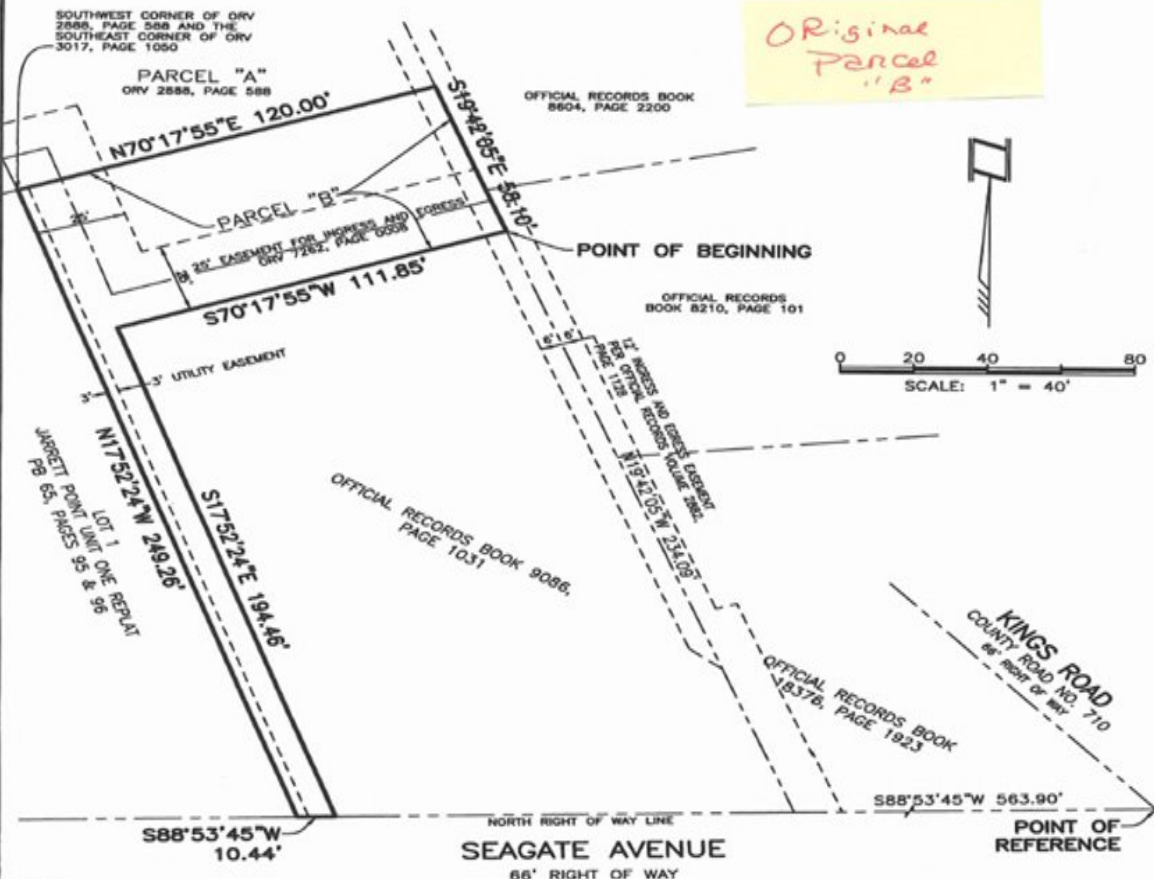 SOUTHWEST CORNER OF ORV
2888, PAGE 588 AND THE
SOUTHEAST CORNER OF ORV
3017, PAGE 1050
PARCEL "A"
ORV 2888, PAGE 588
ORiginal
Parcel
"B"
OFFICIAL RECORDS BOOK
8604, PAGE 2200
N70°17'55"E 120.00'
S19°42'05"E 58.10'
PARCEL "B"
25'
25' EASEMENT FOR INGRESS AND EGRESS
ORV 7262, PAGE 0008
S70°17'55"W 111.85'
POINT OF BEGINNING
OFFICIAL RECORDS
BOOK 8210, PAGE 101
0 20 40 80
SCALE: 1" = 40'
6' 6'
12' INGRESS AND EGRESS EASEMENT
PER OFFICIAL RECORDS VOLUME 2882,
PAGE 1128
3' UTILITY EASEMENT
3'
N17°52'24"W 249.26'
LOT 1
JARRETT POINT UNIT ONE REPLAT
PB 65, PAGES 95 & 96
S17°52'24"E 194.46'
OFFICIAL RECORDS BOOK 9086,
PAGE 1031
N19°42'05"W 234.09'
KINGS ROAD
COUNTY ROAD NO. 710
66' RIGHT OF WAY
OFFICIAL RECORDS BOOK
18376, PAGE 1923
S88°53'45"W 563.90'
POINT OF
REFERENCE
S88°53'45"W
10.44'
NORTH RIGHT OF WAY LINE
SEAGATE AVENUE
66' RIGHT OF WAY